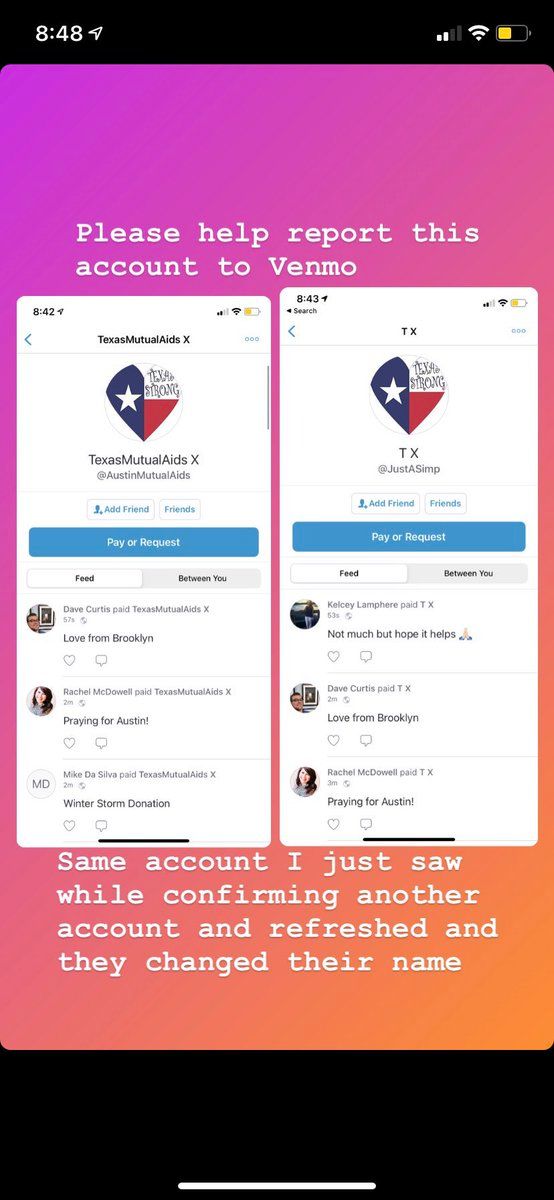 8:48
Please help report this
account to Venmo
8:42
TexasMutualAids X
TEXAS
STRONG
TexasMutualAids X
@AustinMutualAids
Add Friend
Friends
Pay or Request
Feed
Between You
Dave Curtis paid TexasMutualAids X
57s
Love from Brooklyn
Rachel McDowell paid TexasMutualAids X
2m
Praying for Austin!
MD
Mike Da Silva paid TexasMutualAids X
2m
Winter Storm Donation
8:43
Search
T X
TEXAS
STRONG
T X
@JustASimp
Add Friend
Friends
Pay or Request
Feed
Between You
Kelcey Lamphere paid T X
53s
Not much but hope it helps 🙏🏻
Dave Curtis paid T X
2m
Love from Brooklyn
Rachel McDowell paid T X
3m
Praying for Austin!
Same account I just saw
while confirming another
account and refreshed and
they changed their name